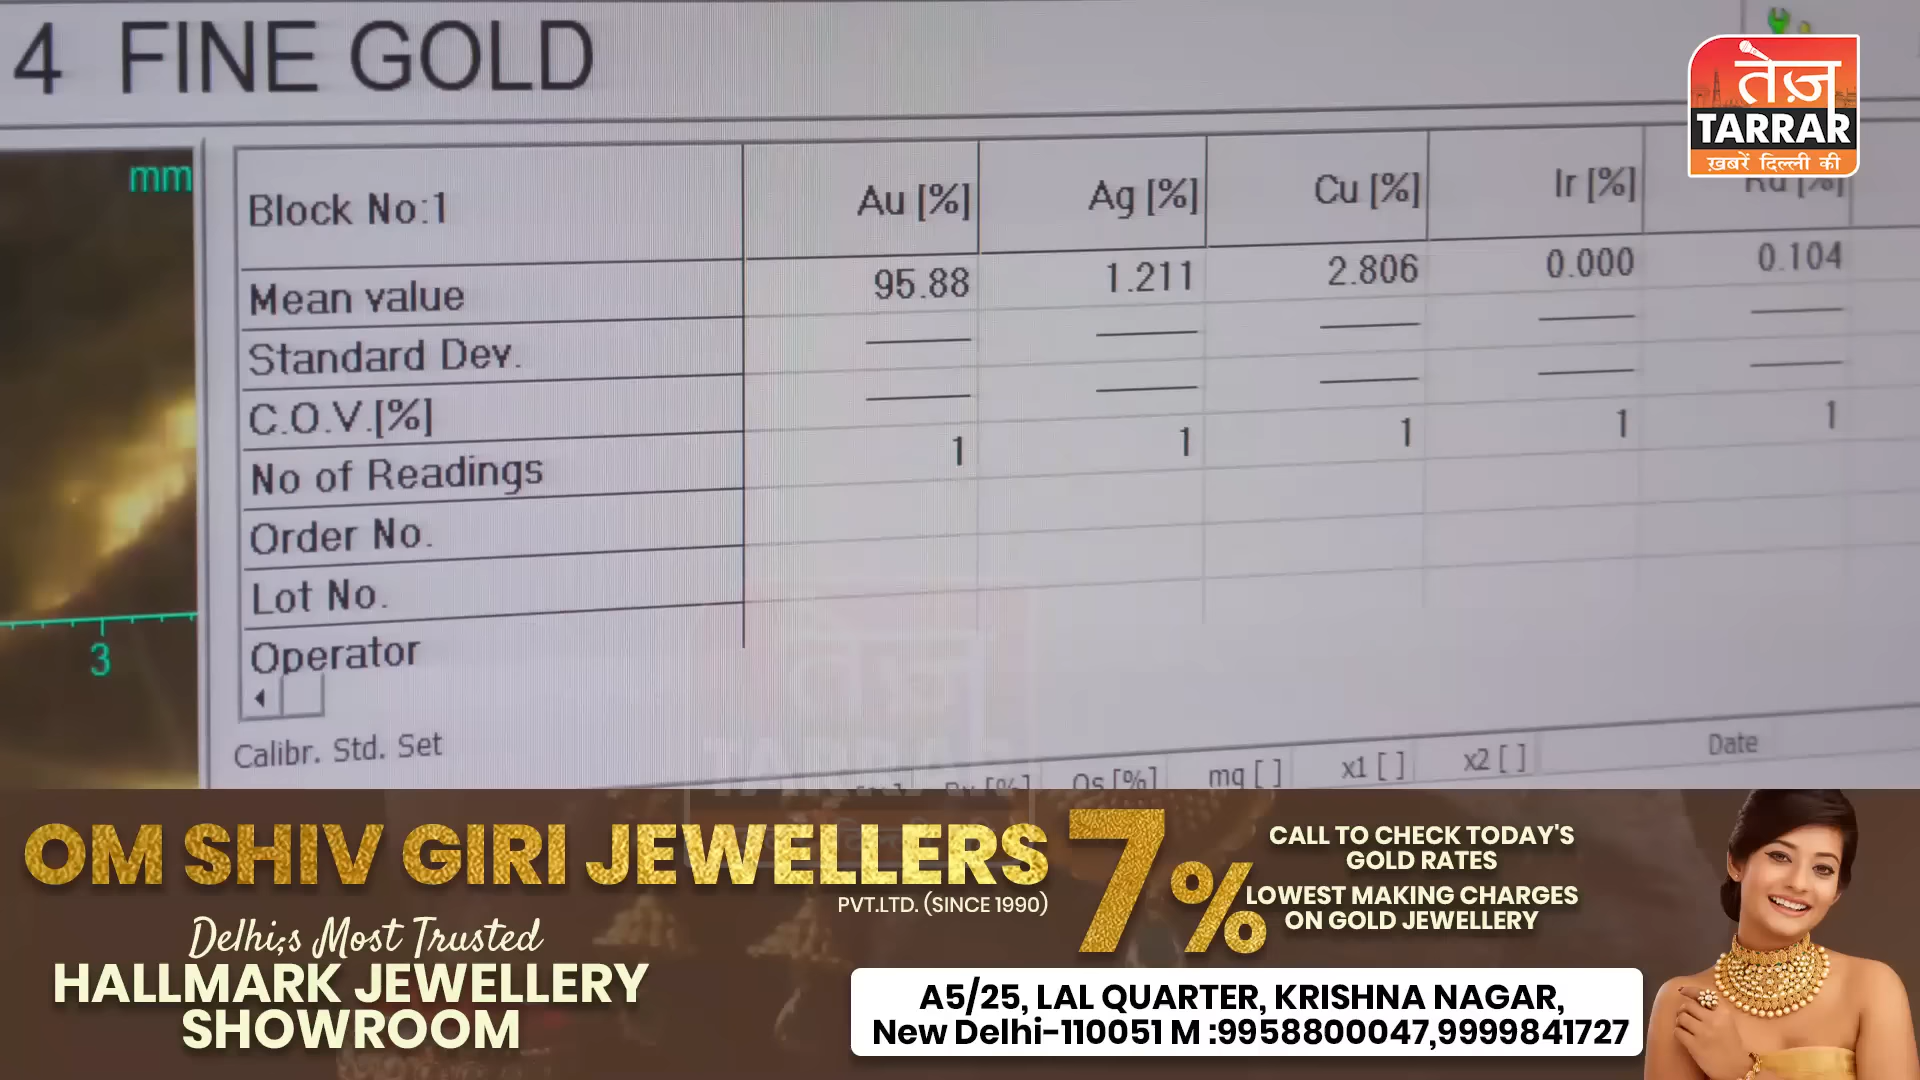 4 FINE GOLD
तेज़
TARRAR
ख़बरें दिल्ली की
mm
Block No:1 Au [%] Ag [%] Cu [%] Ir [%] Ru [%]
Mean value 95.88 1.211 2.806 0.000 0.104
Standard Dev.
C.O.V.[%]
No of Readings 1 1 1 1 1
Order No.
Lot No.
Operator
3
Calibr. Std. Set
Os [%] mq [ ] x1 [ ] x2 [ ] Date
OM SHIV GIRI JEWELLERS
PVT.LTD. (SINCE 1990)
Delhi;s Most Trusted
HALLMARK JEWELLERY
SHOWROOM
7%
CALL TO CHECK TODAY'S
GOLD RATES
LOWEST MAKING CHARGES
ON GOLD JEWELLERY
A5/25, LAL QUARTER, KRISHNA NAGAR,
New Delhi-110051 M :9958800047,9999841727